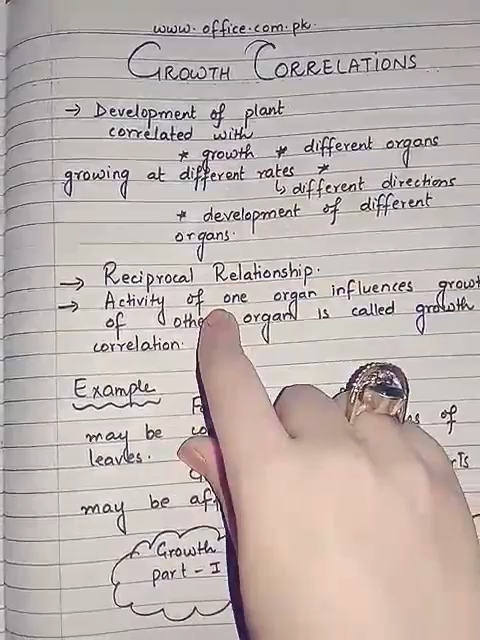 www.office.com.pk.
GROWTH CORRELATIONS
→ Development of plant
correlated with
* growth * different organs
growing at different rates *
↳ different directions
* development of different
organs.
→ Reciprocal Relationship.
→ Activity of one organ influences
of organ is called growth
correlation.
Example
of
may be
leaves.
may be
Growth
part - I